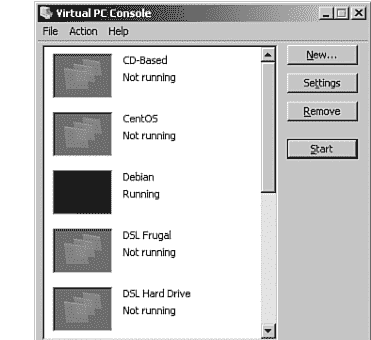 Virtual PC Console
File Action Help
CD-Based
Not running
CentOS
Not running
Debian
Running
DSL Frugal
Not running
DSL Hard Drive
Not running
New...
Settings
Remove
Start